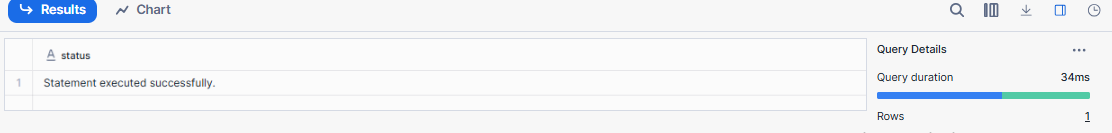 Results Chart
A status Query Details
1 Statement executed successfully. Query duration 34ms
Rows 1